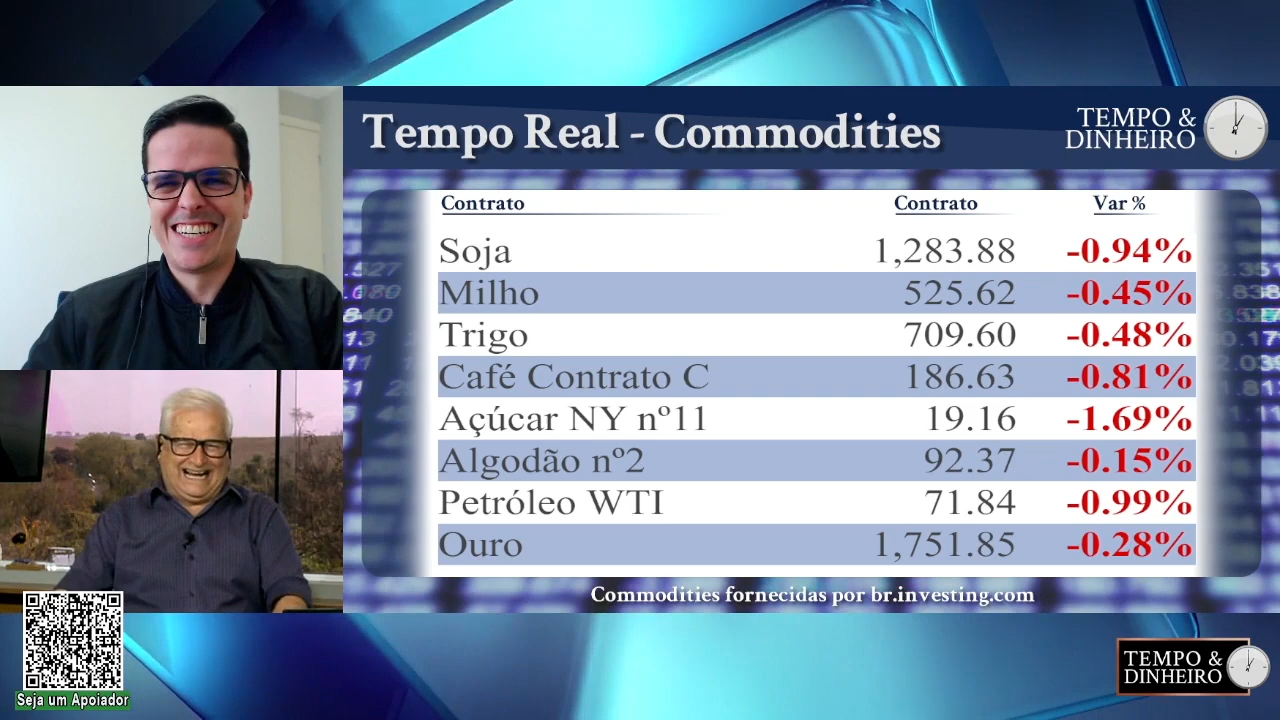 Tempo Real - Commodities
TEMPO &
DINHEIRO
Contrato Contrato Var %
Soja 1,283.88 -0.94%
Milho 525.62 -0.45%
Trigo 709.60 -0.48%
Café Contrato C 186.63 -0.81%
Açúcar NY nº11 19.16 -1.69%
Algodão nº2 92.37 -0.15%
Petróleo WTI 71.84 -0.99%
Ouro 1,751.85 -0.28%
Commodities fornecidas por br.investing.com
Seja um Apoiador
TEMPO &
DINHEIRO